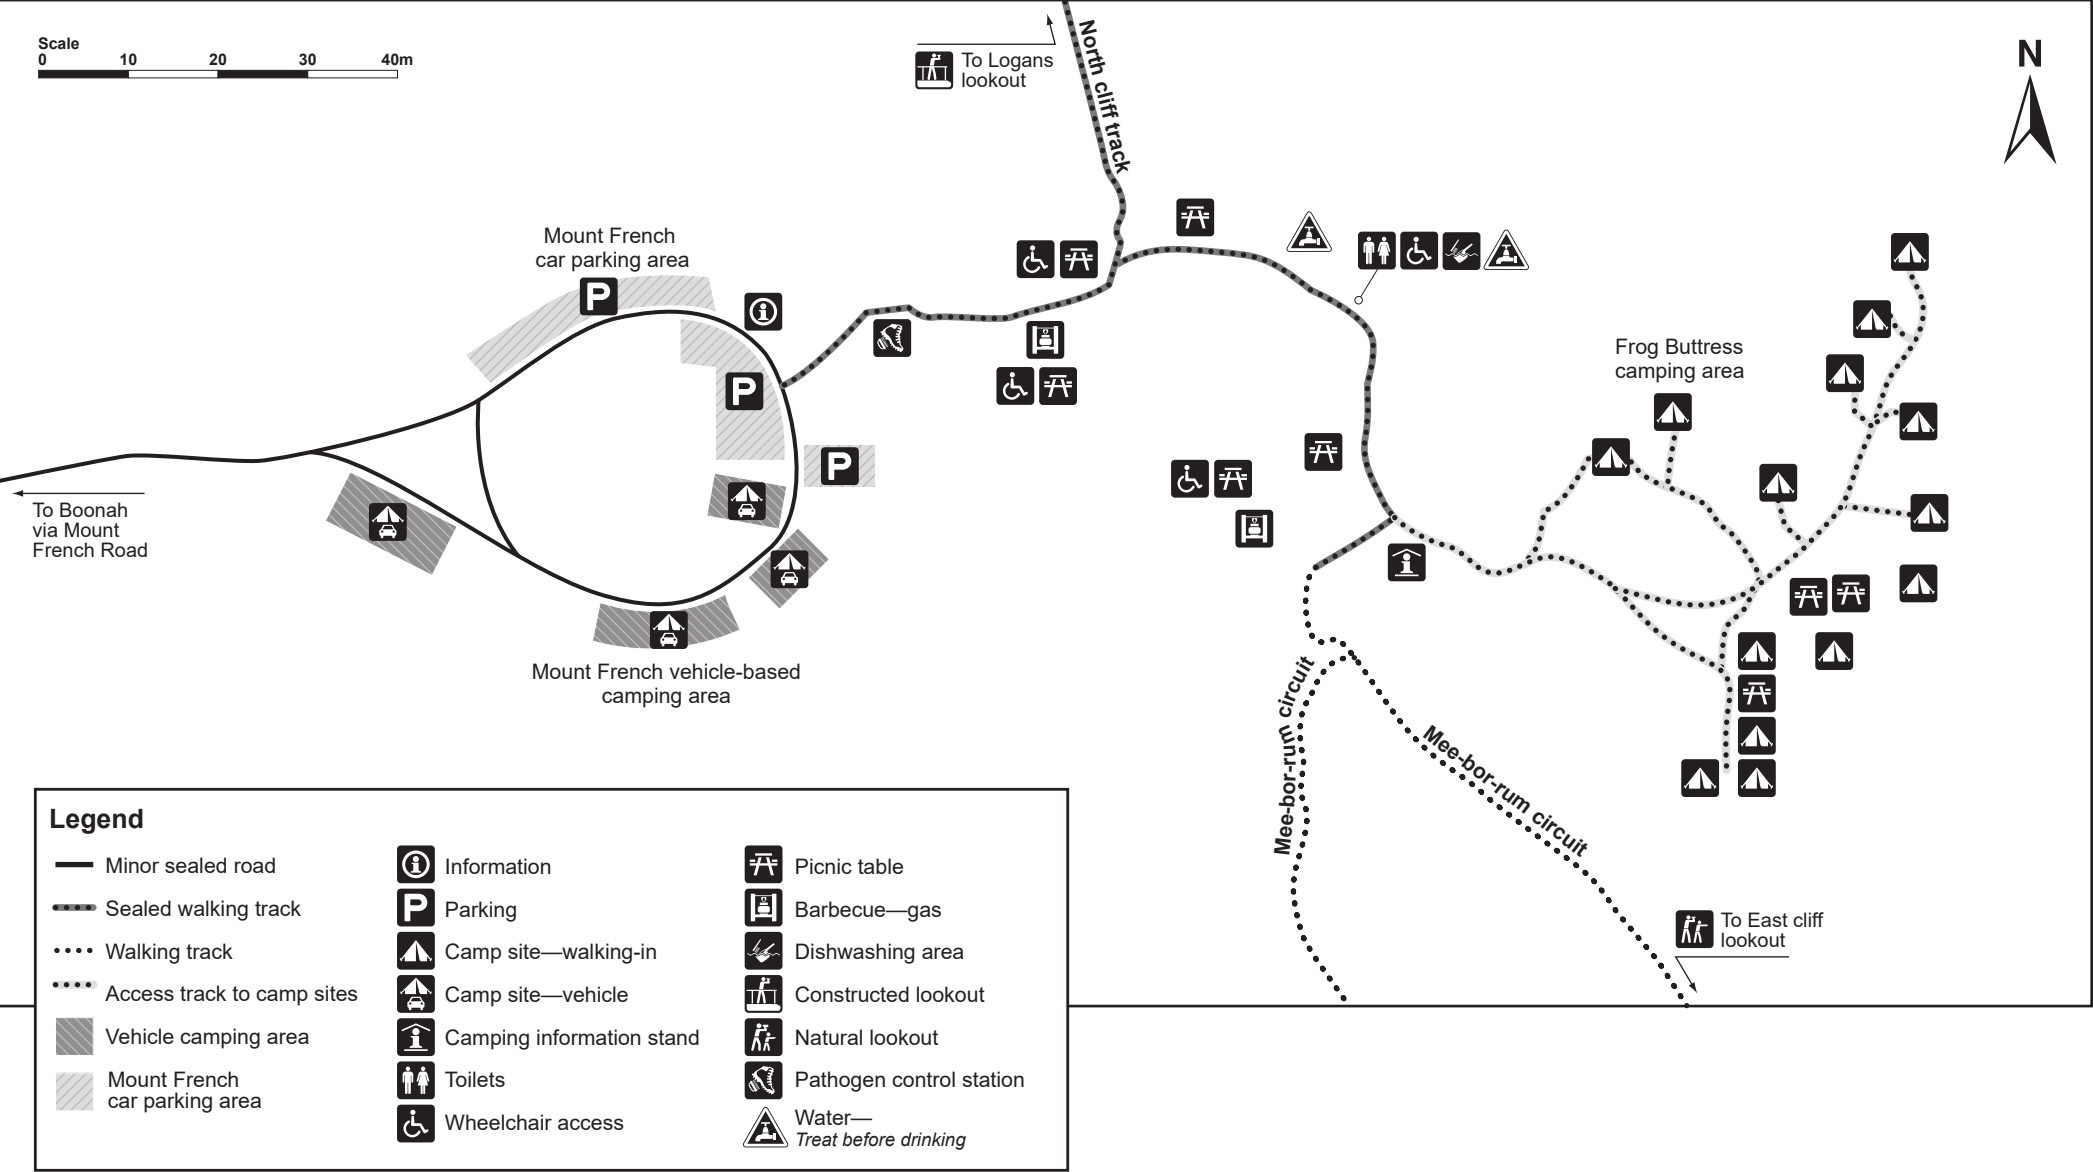 Scale
0 10 20 30 40m
To Logans
lookout
North cliff track
N
Mount French
car parking area
P
P
P
Frog Buttress
camping area
To Boonah
via Mount
French Road
Mount French vehicle-based
camping area
Mee-bor-rum circuit
Mee-bor-rum circuit
To East cliff
lookout
Legend
Minor sealed road
Sealed walking track
Walking track
Access track to camp sites
Vehicle camping area
Mount French
car parking area
Information
P Parking
Camp site—walking-in
Camp site—vehicle
Camping information stand
Toilets
Wheelchair access
Picnic table
Barbecue—gas
Dishwashing area
Constructed lookout
Natural lookout
Pathogen control station
Water—
Treat before drinking